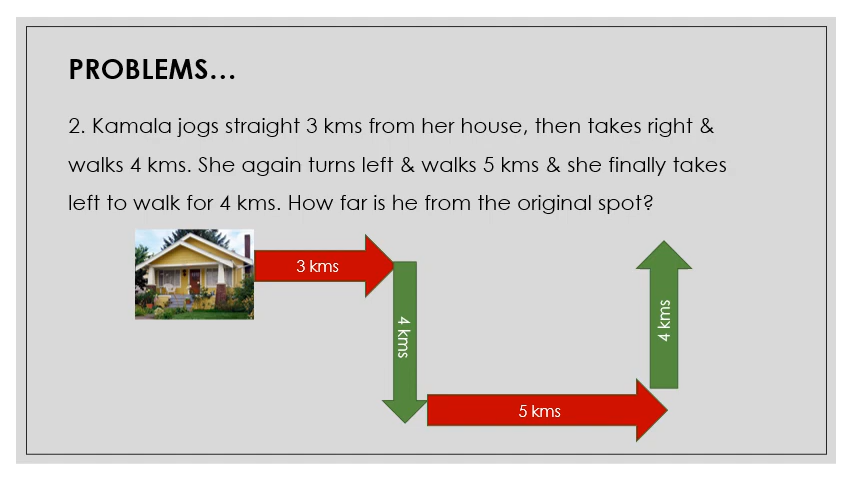 PROBLEMS...
2. Kamala jogs straight 3 kms from her house, then takes right &
walks 4 kms. She again turns left & walks 5 kms & she finally takes
left to walk for 4 kms. How far is he from the original spot?
3 kms
4 kms
4 kms
5 kms